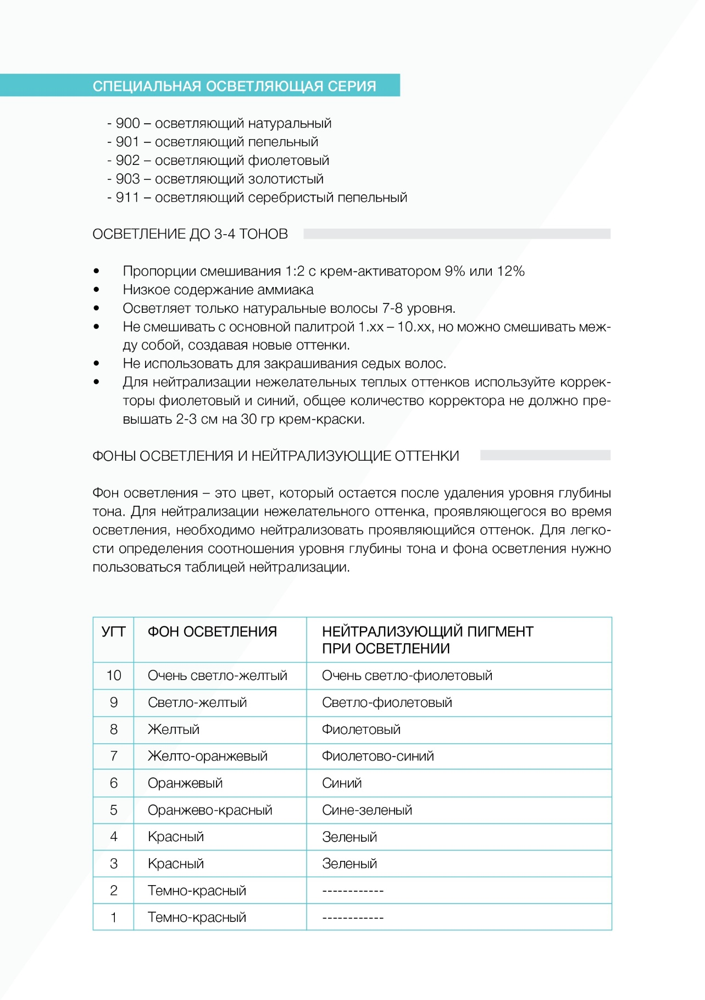 СПЕЦИАЛЬНАЯ ОСВЕТЛЯЮЩАЯ СЕРИЯ
- 900 – осветляющий натуральный
- 901 – осветляющий пепельный
- 902 – осветляющий фиолетовый
- 903 – осветляющий золотистый
- 911 – осветляющий серебристый пепельный
ОСВЕТЛЕНИЕ ДО 3-4 ТОНОВ
• Пропорции смешивания 1:2 с крем-активатором 9% или 12%
• Низкое содержание аммиака
• Осветляет только натуральные волосы 7-8 уровня.
• Не смешивать с основной палитрой 1.xx – 10.xx, но можно смешивать меж-
ду собой, создавая новые оттенки.
• Не использовать для закрашивания седых волос.
• Для нейтрализации нежелательных теплых оттенков используйте коррек-
торы фиолетовый и синий, общее количество корректора не должно пре-
вышать 2-3 см на 30 гр крем-краски.
ФОНЫ ОСВЕТЛЕНИЯ И НЕЙТРАЛИЗУЮЩИЕ ОТТЕНКИ
Фон осветления – это цвет, который остается после удаления уровня глубины
тона. Для нейтрализации нежелательного оттенка, проявляющегося во время
осветления, необходимо нейтрализовать проявляющийся оттенок. Для легко-
сти определения соотношения уровня глубины тона и фона осветления нужно
пользоваться таблицей нейтрализации.
УГТ ФОН ОСВЕТЛЕНИЯ НЕЙТРАЛИЗУЮЩИЙ ПИГМЕНТ
ПРИ ОСВЕТЛЕНИИ
10 Очень светло-желтый Очень светло-фиолетовый
9 Светло-желтый Светло-фиолетовый
8 Желтый Фиолетовый
7 Желто-оранжевый Фиолетово-синий
6 Оранжевый Синий
5 Оранжево-красный Сине-зеленый
4 Красный Зеленый
3 Красный Зеленый
2 Темно-красный ------------
1 Темно-красный ------------